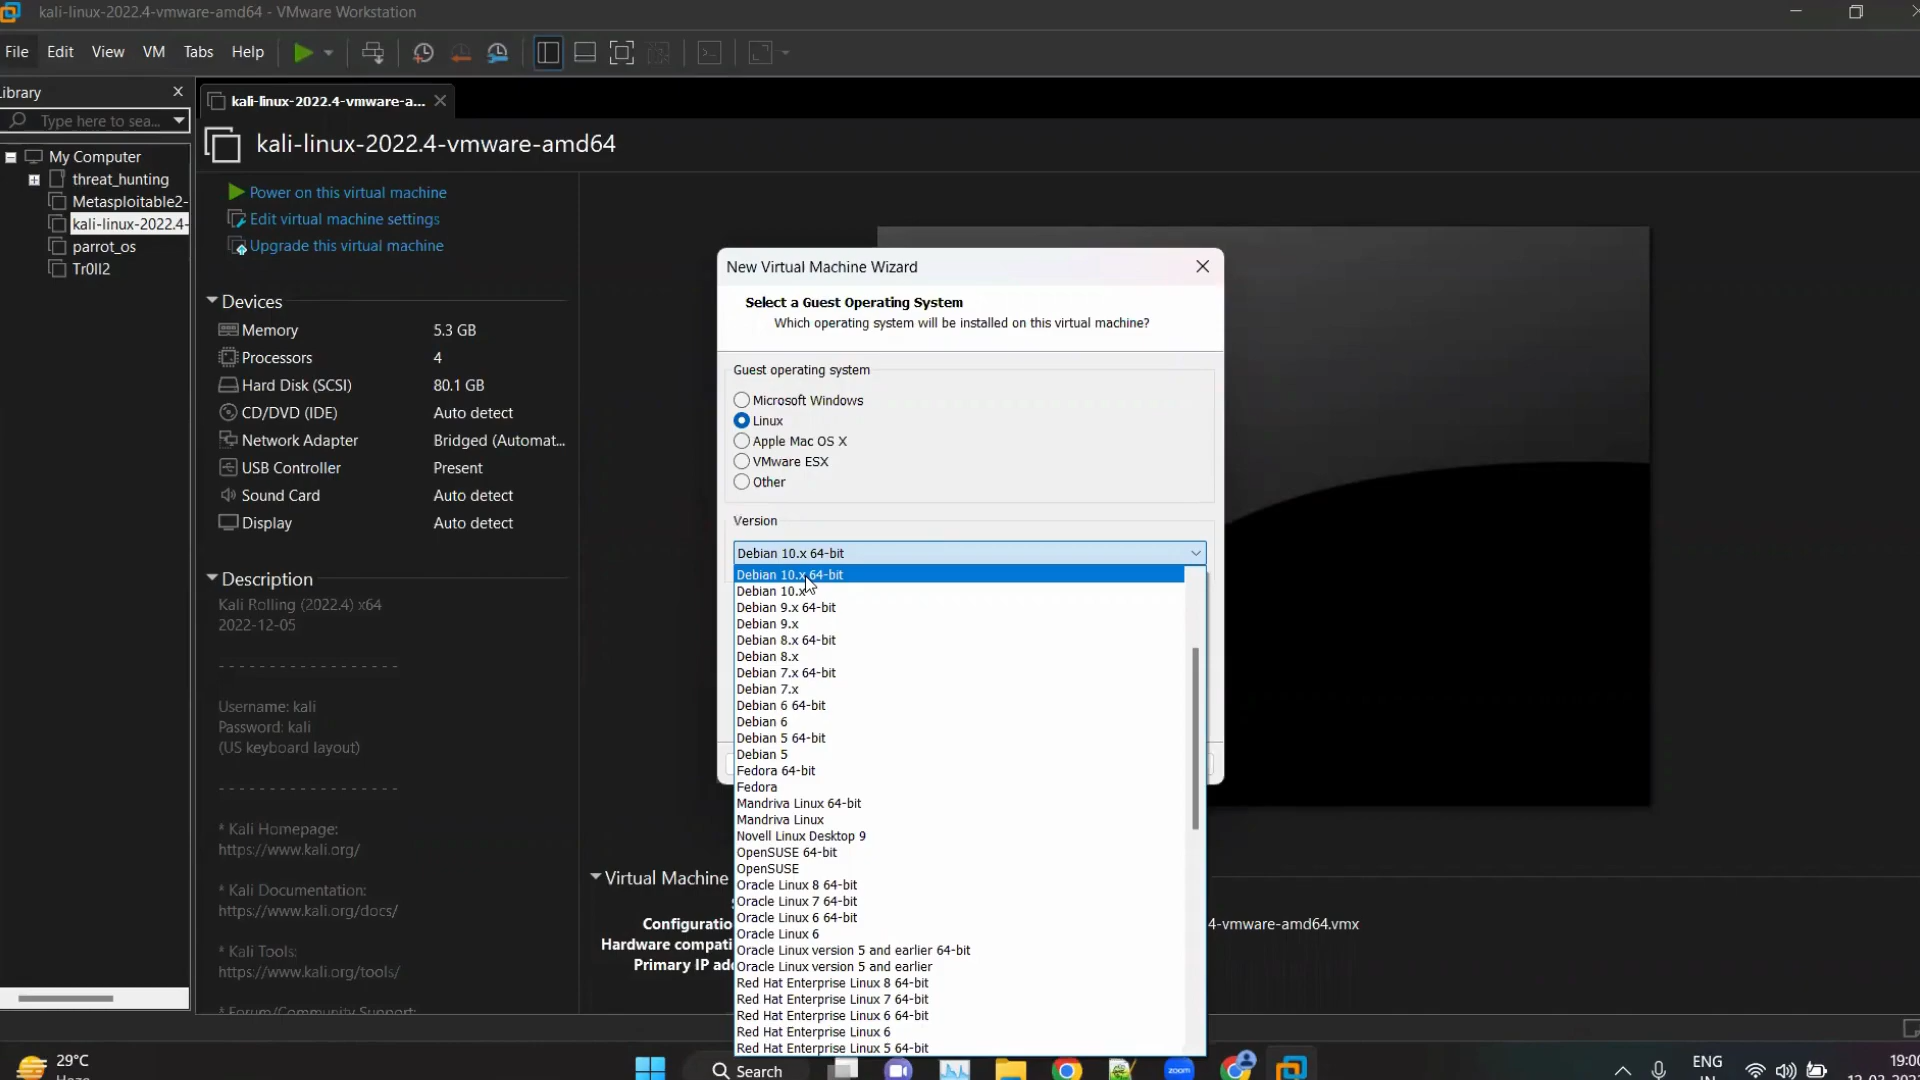 kali-linux-2022.4-vmware-amd64 - VMware Workstation
File Edit View VM Tabs Help
Library
Type here to sea...
My Computer
threat_hunting
Metasploitable2-
kali-linux-2022.4-
parrot_os
Tr0ll2
kali-linux-2022.4-vmware-a...
kali-linux-2022.4-vmware-amd64
Power on this virtual machine
Edit virtual machine settings
Upgrade this virtual machine
Devices
Memory 5.3 GB
Processors 4
Hard Disk (SCSI) 80.1 GB
CD/DVD (IDE) Auto detect
Network Adapter Bridged (Automat...
USB Controller Present
Sound Card Auto detect
Display Auto detect
Description
Kali Rolling (2022.4) x64
2022-12-05
- - - - - - - - - - - - - - - - - -
Username: kali
Password: kali
(US keyboard layout)
- - - - - - - - - - - - - - - - - -
* Kali Homepage:
https://www.kali.org/
* Kali Documentation:
https://www.kali.org/docs/
* Kali Tools:
https://www.kali.org/tools/
* Forum/Community Support:
New Virtual Machine Wizard
Select a Guest Operating System
Which operating system will be installed on this virtual machine?
Guest operating system
Microsoft Windows
Linux
Apple Mac OS X
VMware ESX
Other
Version
Debian 10.x 64-bit
Debian 10.x 64-bit
Debian 10.x
Debian 9.x 64-bit
Debian 9.x
Debian 8.x 64-bit
Debian 8.x
Debian 7.x 64-bit
Debian 7.x
Debian 6 64-bit
Debian 6
Debian 5 64-bit
Debian 5
Fedora 64-bit
Fedora
Mandriva Linux 64-bit
Mandriva Linux
Novell Linux Desktop 9
OpenSUSE 64-bit
OpenSUSE
Oracle Linux 8 64-bit
Oracle Linux 7 64-bit
Oracle Linux 6 64-bit
Oracle Linux 6
Oracle Linux version 5 and earlier 64-bit
Oracle Linux version 5 and earlier
Red Hat Enterprise Linux 8 64-bit
Red Hat Enterprise Linux 7 64-bit
Red Hat Enterprise Linux 6 64-bit
Red Hat Enterprise Linux 6
Red Hat Enterprise Linux 5 64-bit
Virtual Machine
Configuratio 4-vmware-amd64.vmx
Hardware compati
Primary IP add
29°C
Haze
Search
zoom
ENG
IN
19:00